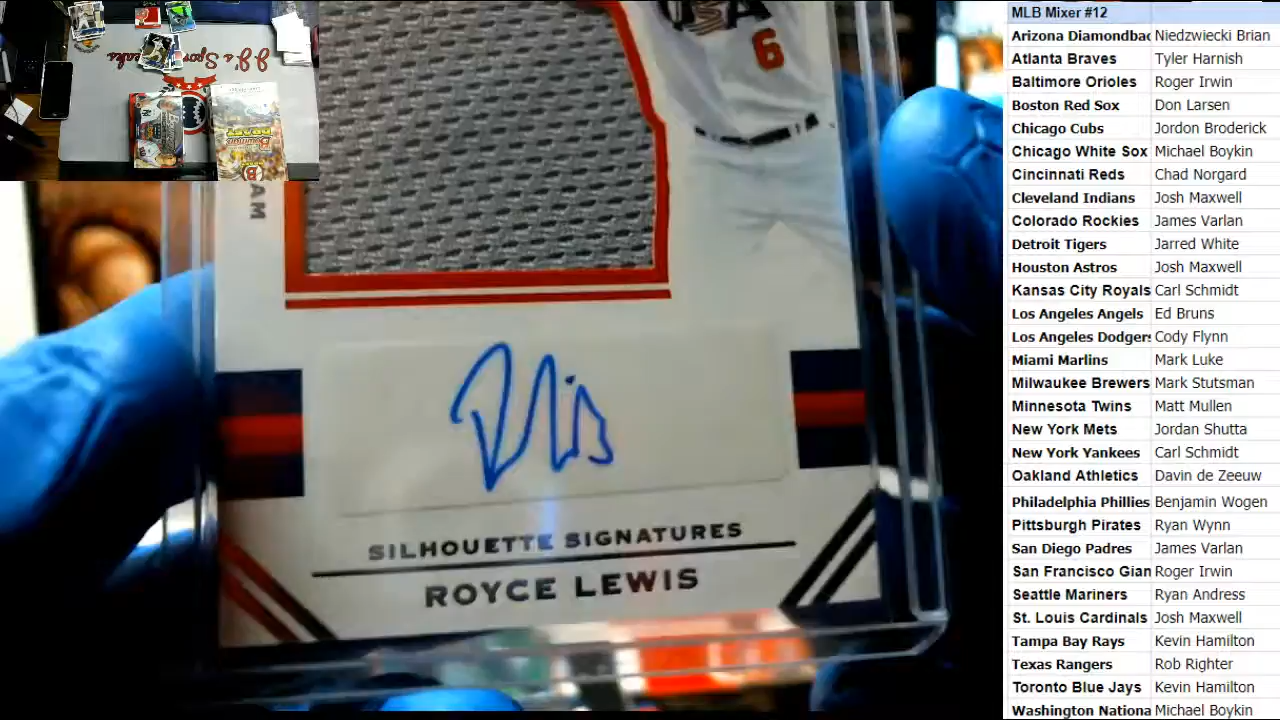 MLB Mixer #12
Arizona Diamondbac Niedzwiecki Brian
Atlanta Braves Tyler Harnish
Baltimore Orioles Roger Irwin
Boston Red Sox Don Larsen
Chicago Cubs Jordon Broderick
Chicago White Sox Michael Boykin
Cincinnati Reds Chad Norgard
Cleveland Indians Josh Maxwell
Colorado Rockies James Varlan
Detroit Tigers Jarred White
Houston Astros Josh Maxwell
Kansas City Royals Carl Schmidt
Los Angeles Angels Ed Bruns
Los Angeles Dodgers Cody Flynn
Miami Marlins Mark Luke
Milwaukee Brewers Mark Stutsman
Minnesota Twins Matt Mullen
New York Mets Jordan Shutta
New York Yankees Carl Schmidt
Oakland Athletics Davin de Zeeuw
Philadelphia Phillies Benjamin Wogen
Pittsburgh Pirates Ryan Wynn
San Diego Padres James Varlan
San Francisco Gian Roger Irwin
Seattle Mariners Ryan Andress
St. Louis Cardinals Josh Maxwell
Tampa Bay Rays Kevin Hamilton
Texas Rangers Rob Righter
Toronto Blue Jays Kevin Hamilton
Washington Nationa Michael Boykin
USA
6
AM
SILHOUETTE SIGNATURES
ROYCE LEWIS
DRAFT